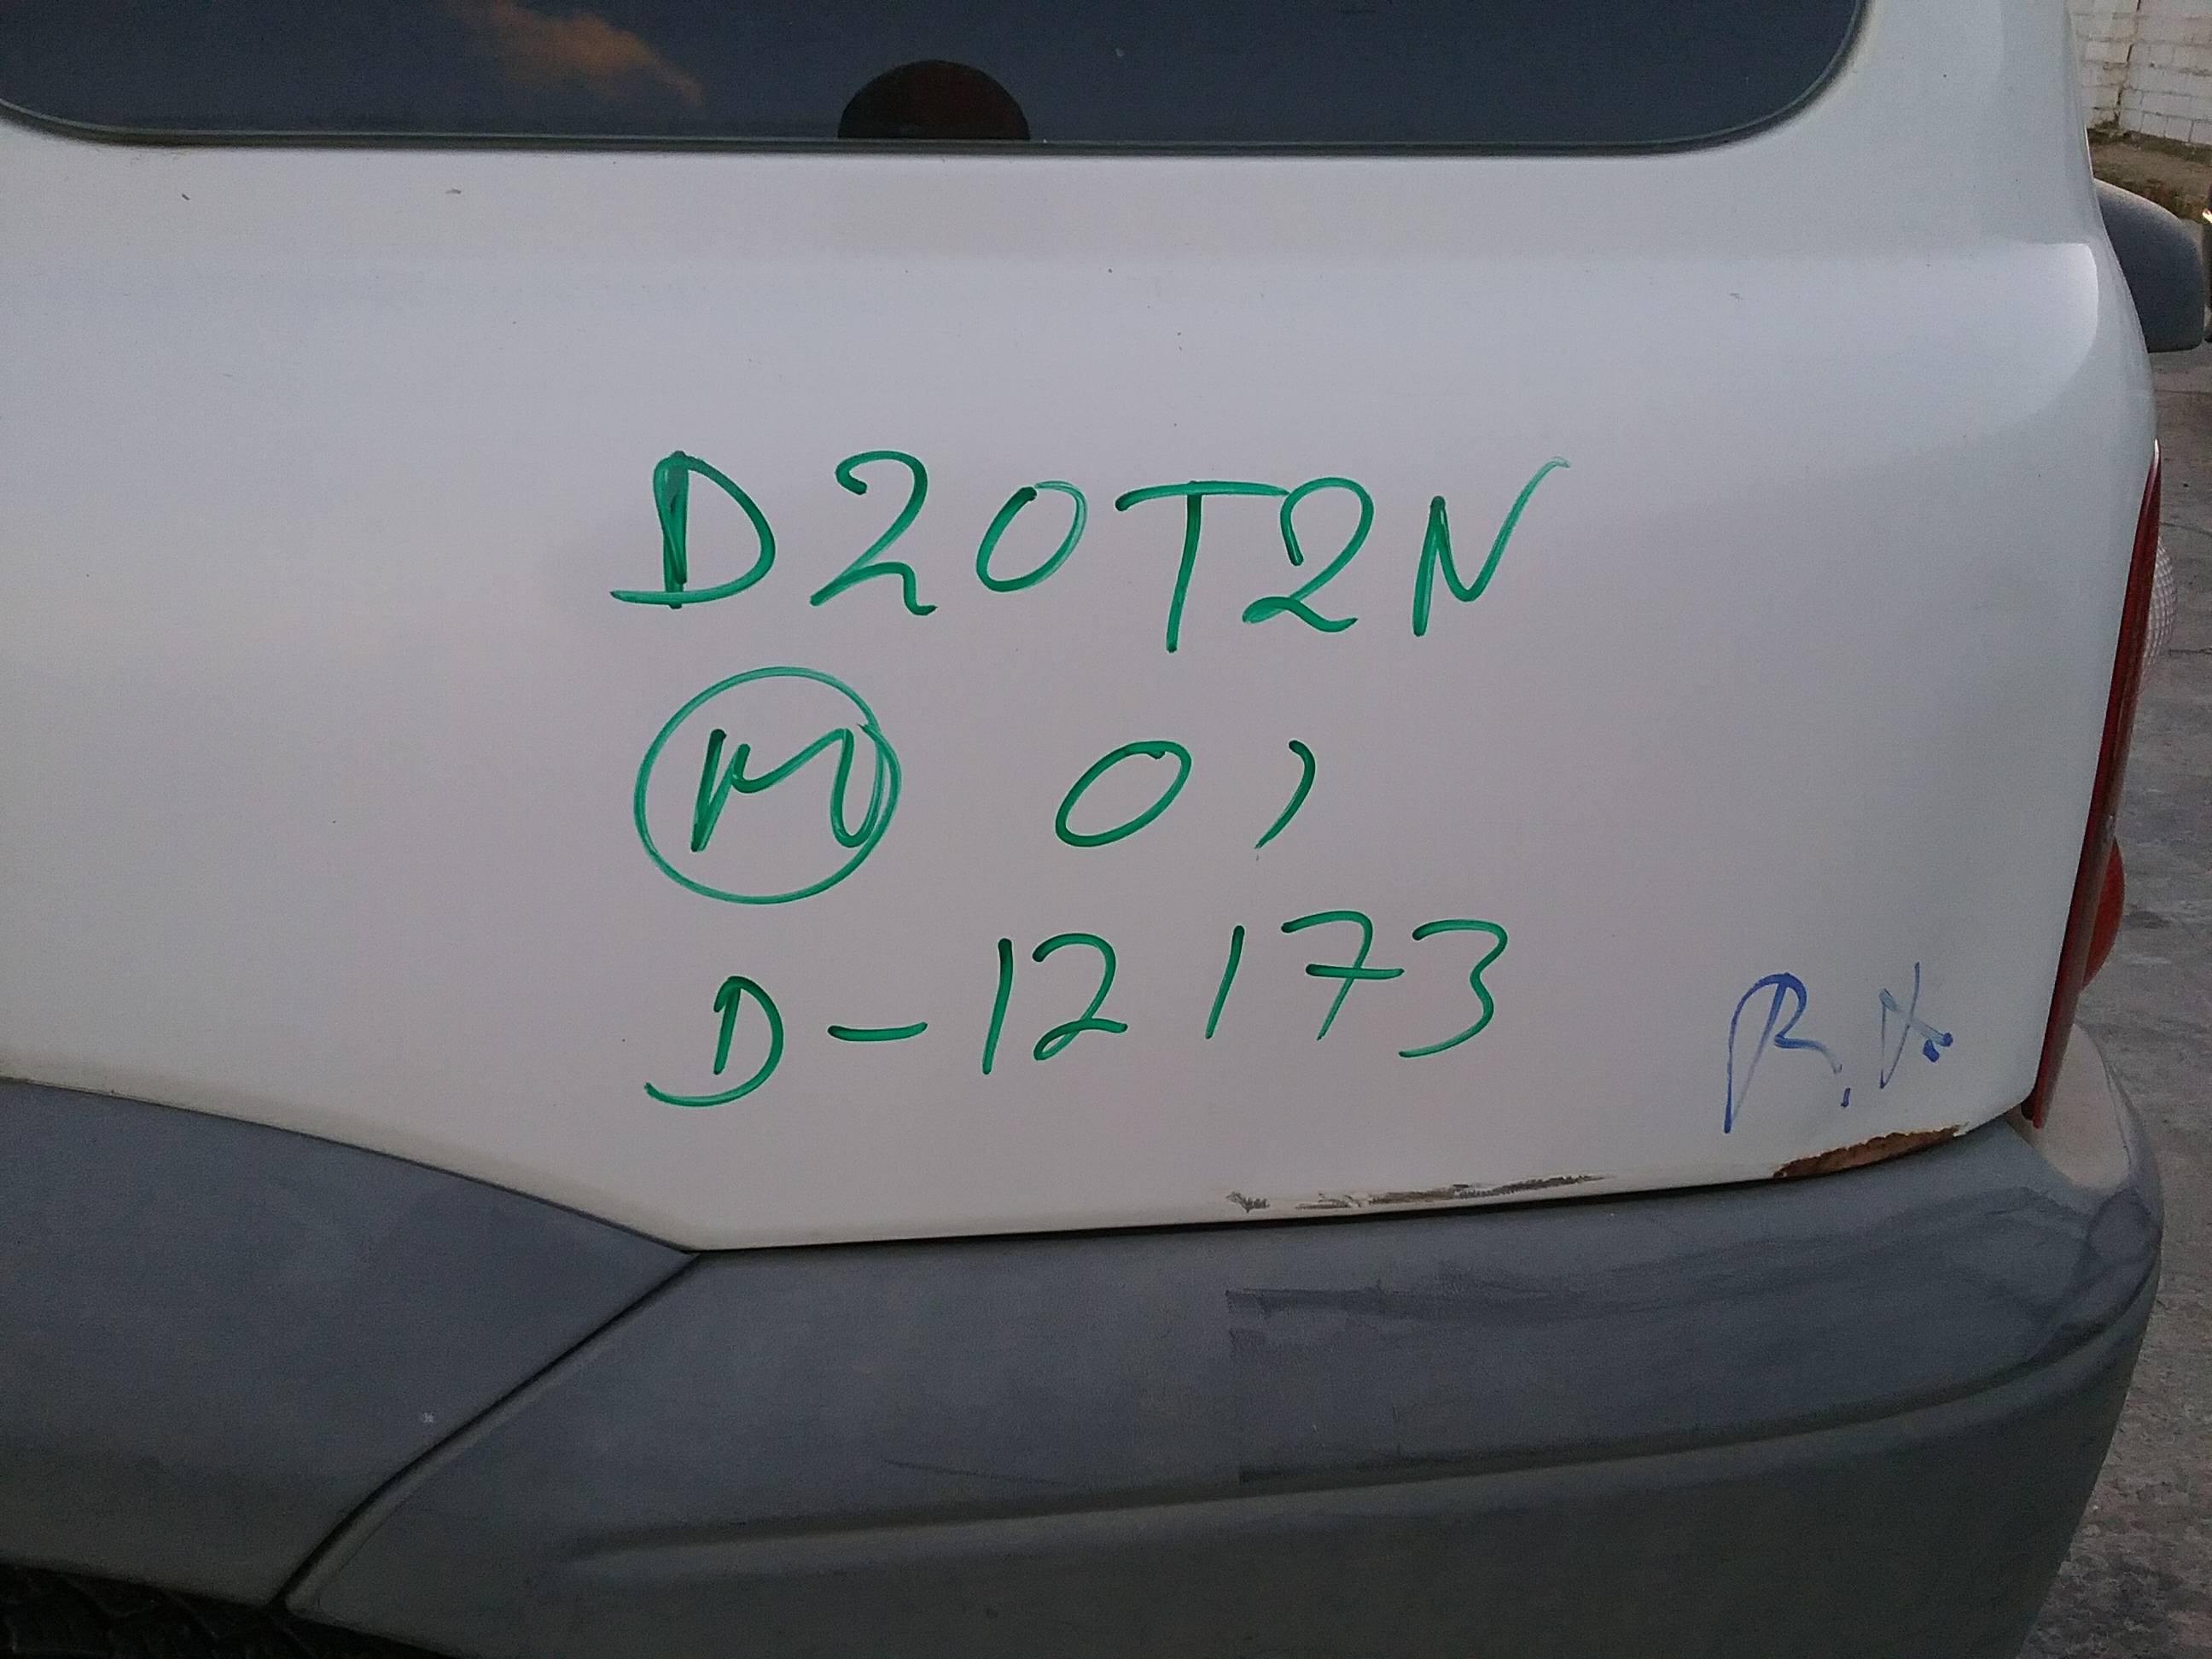 D20T2N
M 01
D-12173
R.X.